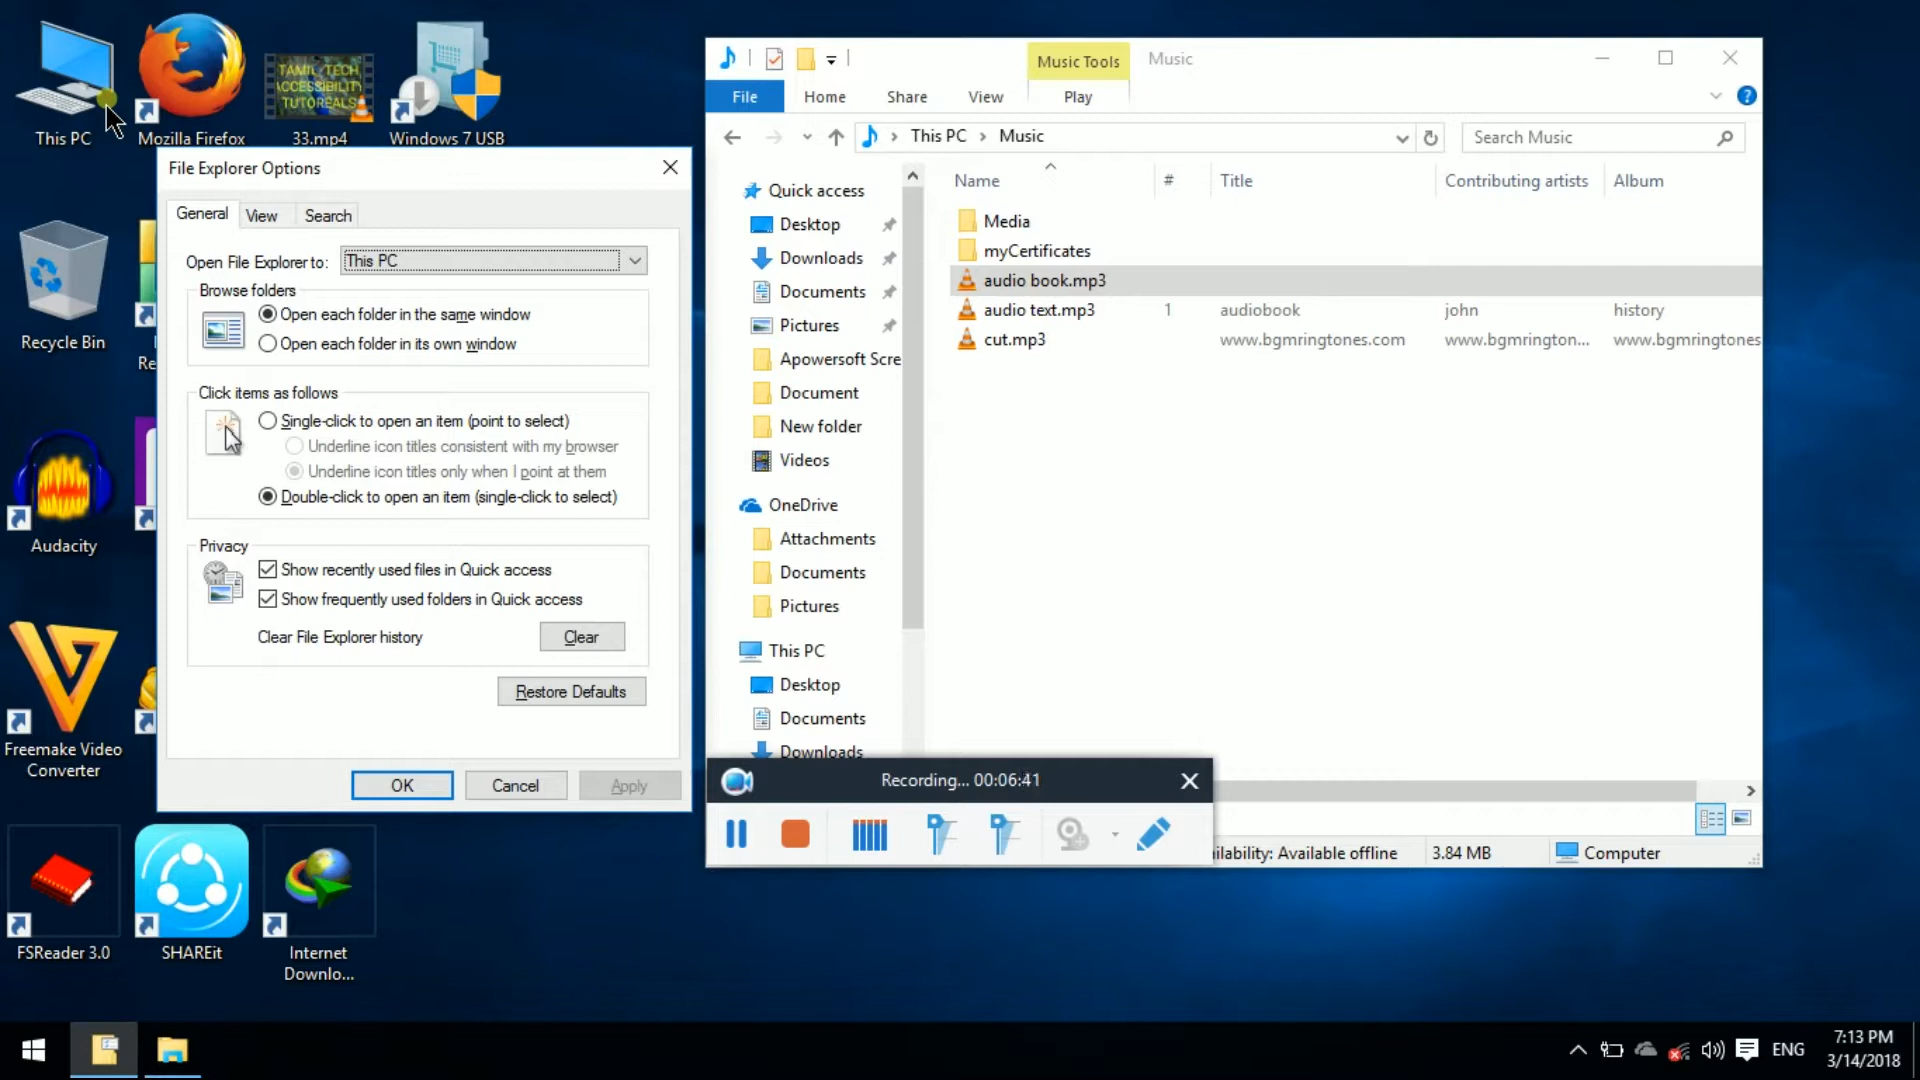 This PC
Mozilla Firefox
TAMIL TECH
ACCESSIBILITY
TUTOREALS
33.mp4
Windows 7 USB
Recycle Bin
Re
Audacity
Freemake Video
Converter
FSReader 3.0
SHAREit
Internet
Downlo...
File Explorer Options
General
View
Search
Open File Explorer to:
This PC
Browse folders
Open each folder in the same window
Open each folder in its own window
Click items as follows
Single-click to open an item (point to select)
Underline icon titles consistent with my browser
Underline icon titles only when I point at them
Double-click to open an item (single-click to select)
Privacy
Show recently used files in Quick access
Show frequently used folders in Quick access
Clear File Explorer history
Clear
Restore Defaults
OK
Cancel
Apply
Music Tools
Music
File
Home
Share
View
Play
This PC
Music
Search Music
Quick access
Desktop
Downloads
Documents
Pictures
Apowersoft Scre
Document
New folder
Videos
OneDrive
Attachments
Documents
Pictures
This PC
Desktop
Documents
Downloads
Name # Title Contributing artists Album
Media
myCertificates
audio book.mp3
audio text.mp3 1 audiobook john history
cut.mp3 www.bgmringtones.com www.bgmrington... www.bgmringtones
Recording... 00:06:41
ilability: Available offline
3.84 MB
Computer
ENG
7:13 PM
3/14/2018